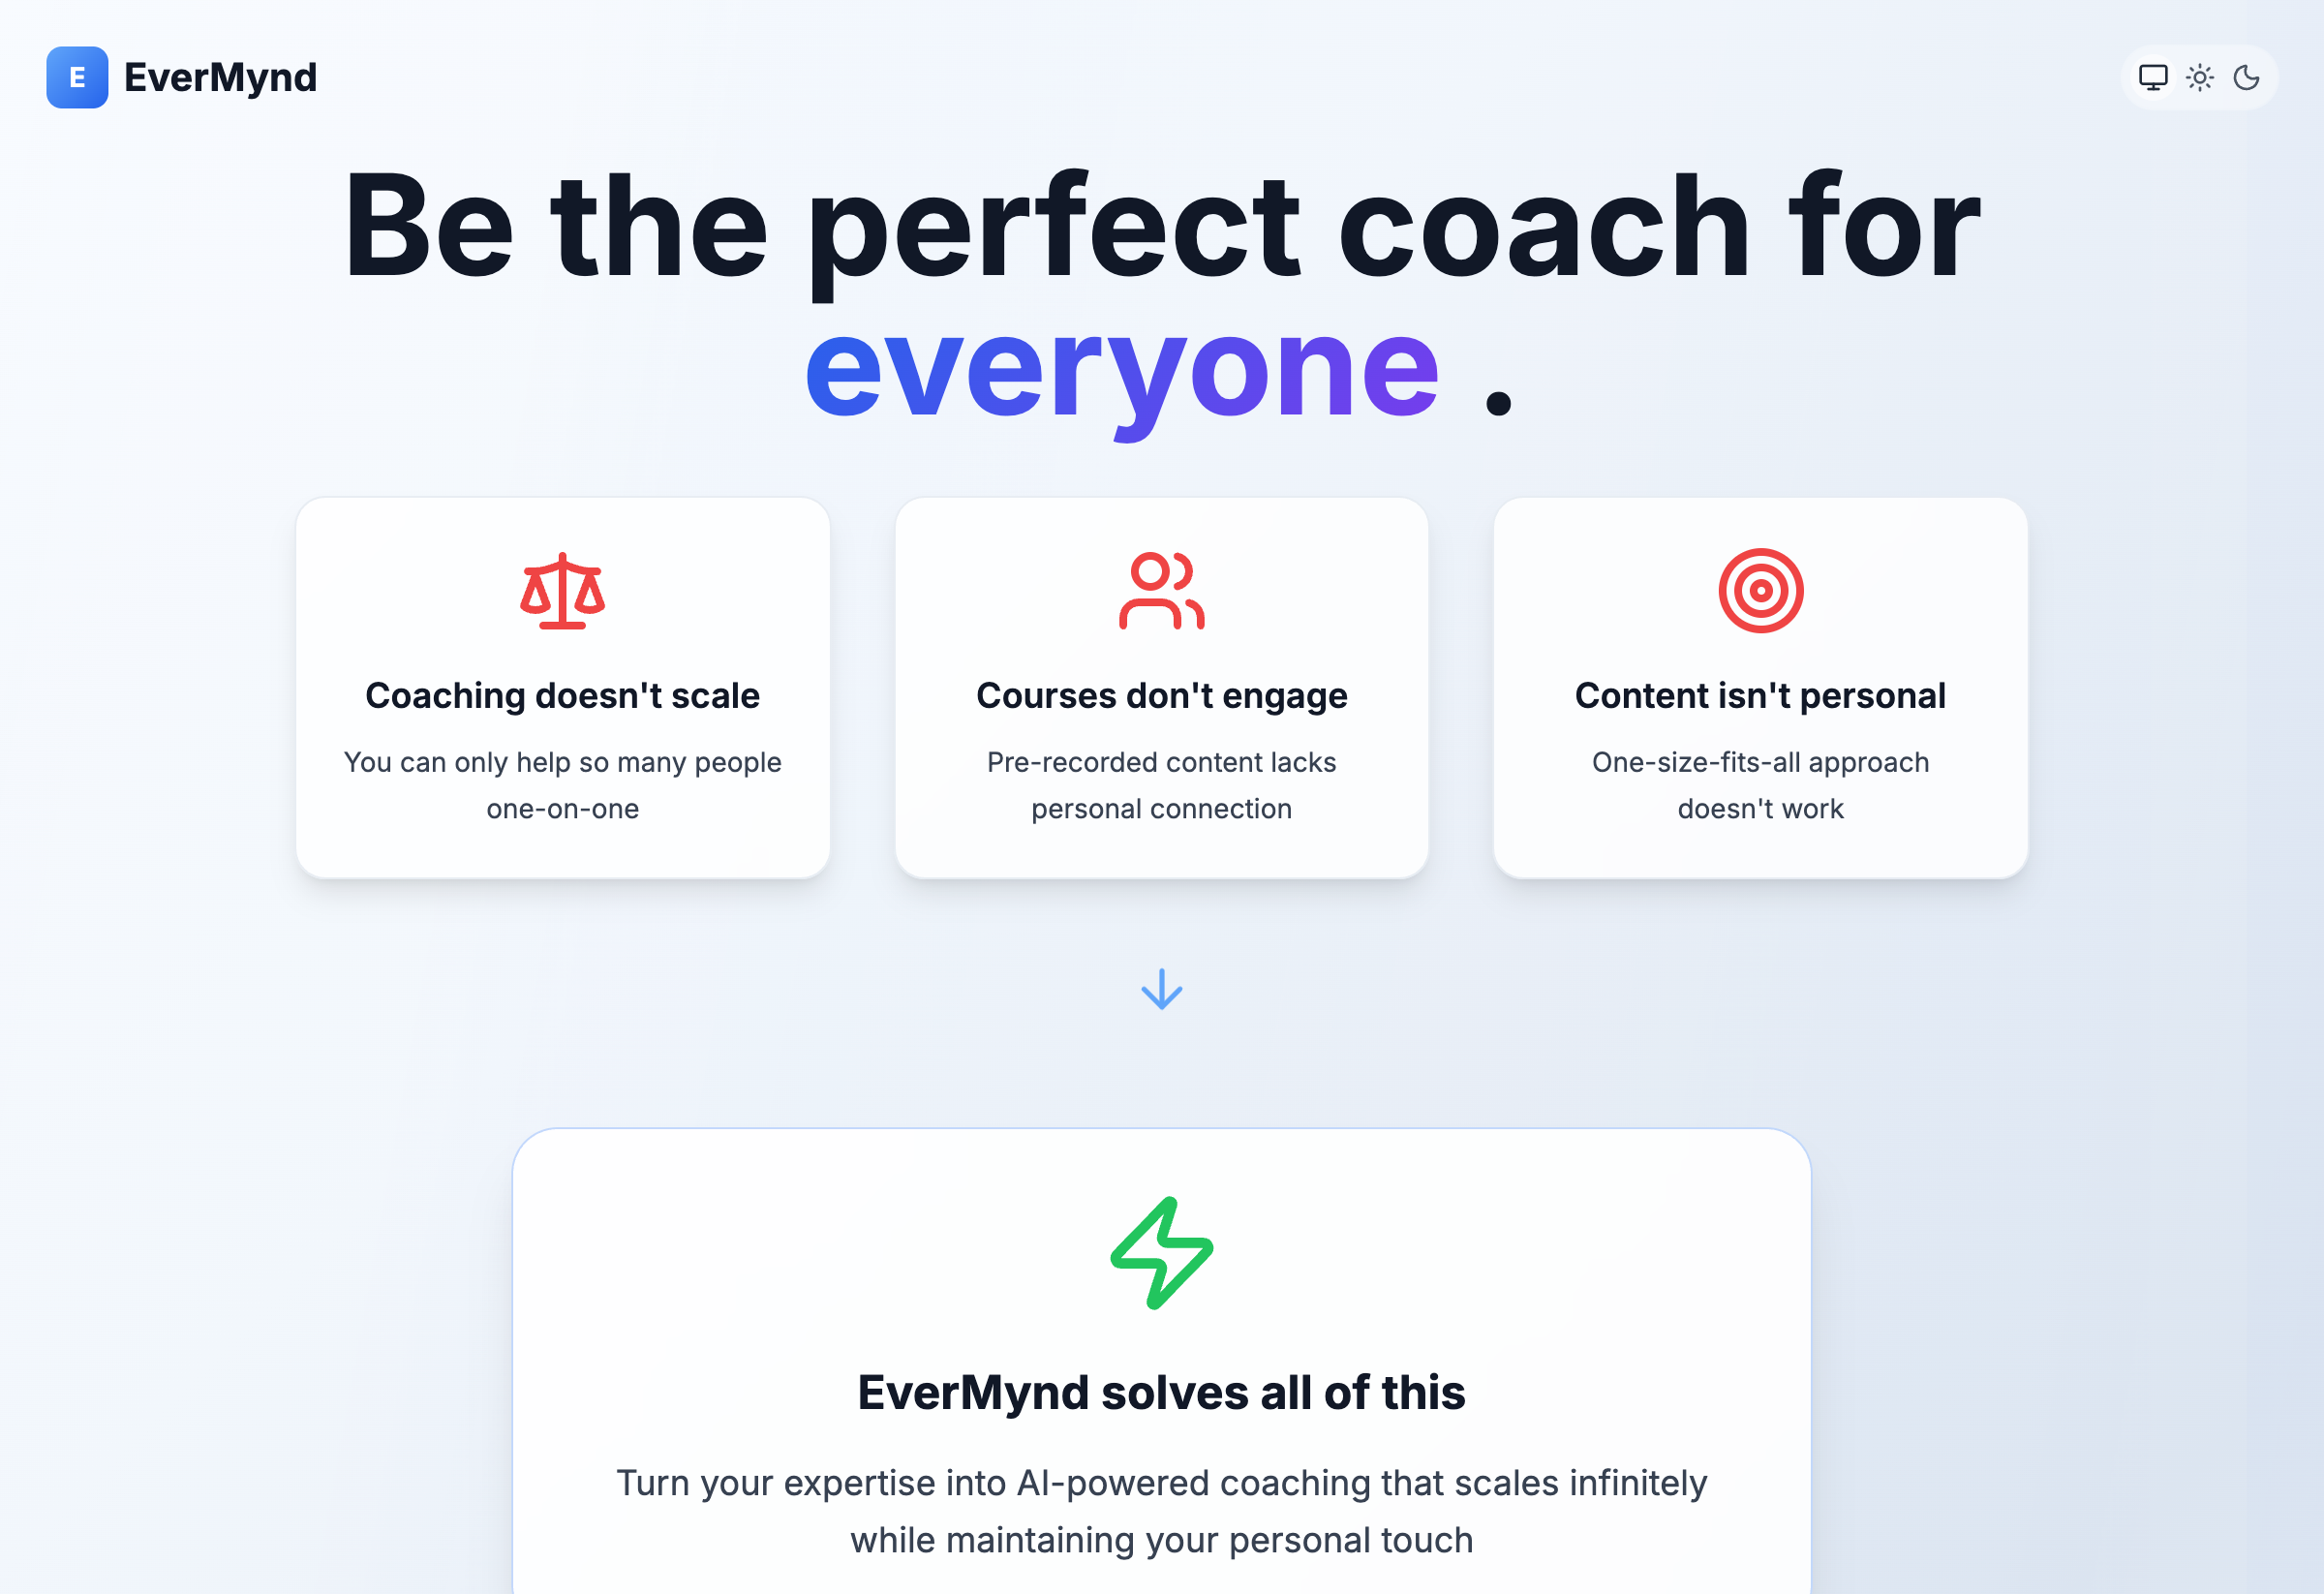 E EverMynd
Be the perfect coach for
everyone .
Coaching doesn't scale
You can only help so many people
one-on-one
Courses don't engage
Pre-recorded content lacks
personal connection
Content isn't personal
One-size-fits-all approach
doesn't work
EverMynd solves all of this
Turn your expertise into AI-powered coaching that scales infinitely
while maintaining your personal touch